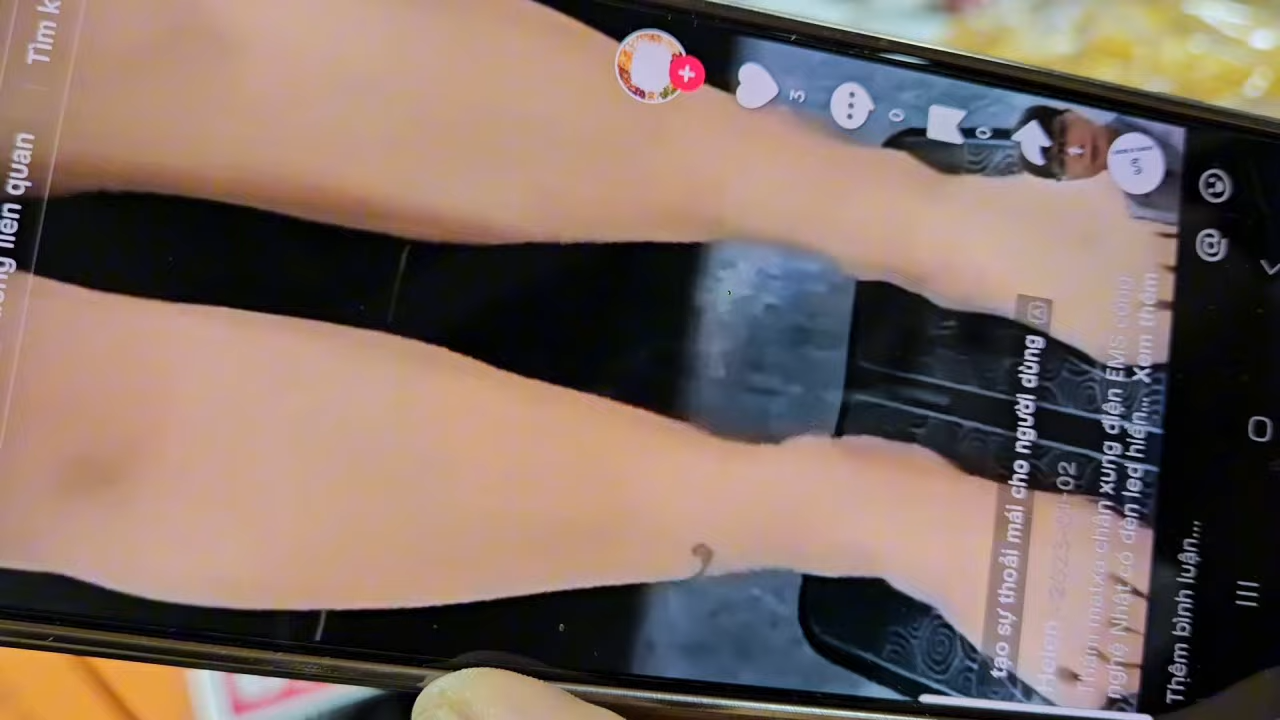 Tìm k
liên quan
3
0
0
4
tạo sự thoải mái cho người dùng
Helen
Thảm matxa chân xung điện EMS công
nghệ Nhật có đèn led hiển... Xem thêm
Thêm bình luận...